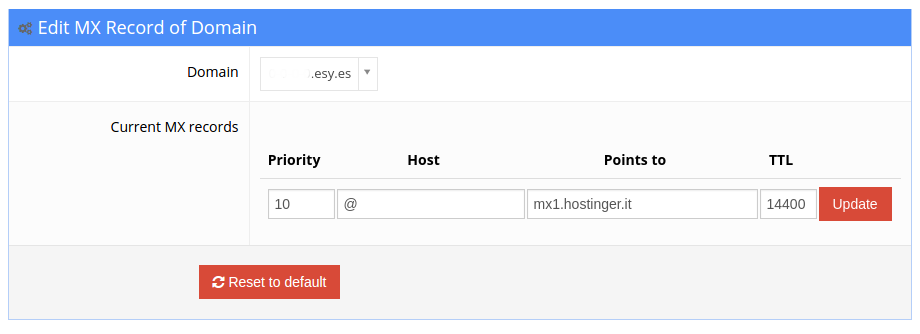 Edit MX Record of Domain
Domain .esy.es
Current MX records
Priority Host Points to TTL
10 @ mx1.hostinger.it 14400 Update
Reset to default